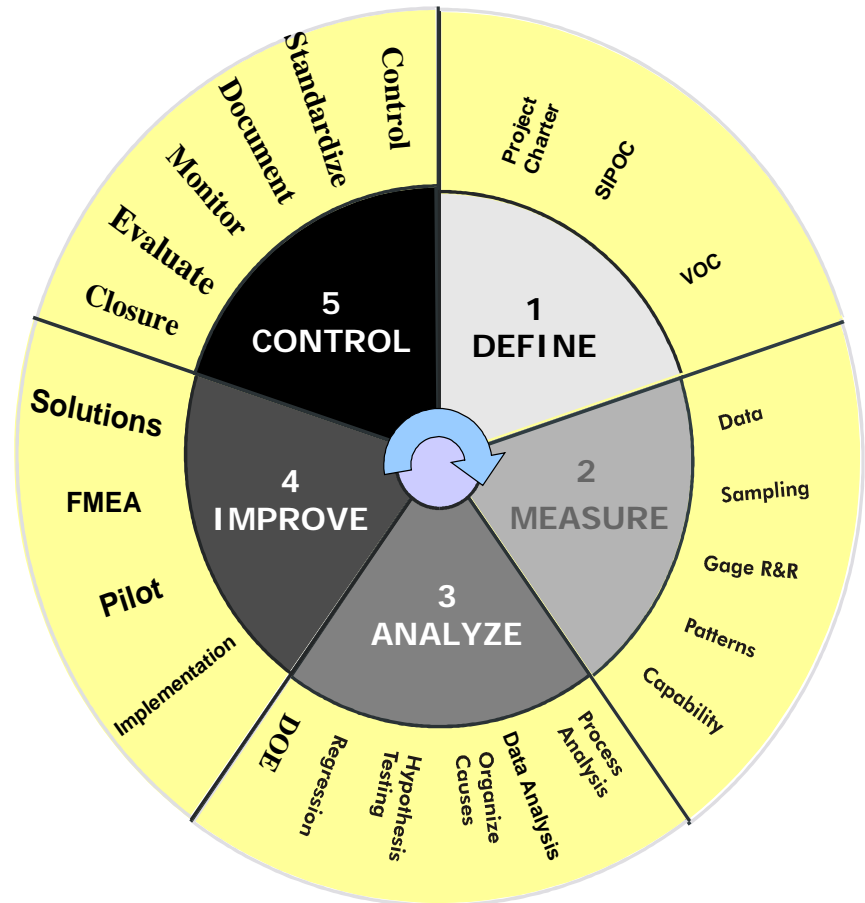 1
DEFINE
Project
Charter
SIPOC
VOC
2
MEASURE
Data
Sampling
Gage R&R
Patterns
Capability
3
ANALYZE
Process
Analysis
Data Analysis
Organize
Causes
Hypothesis
Testing
Regression
DOE
4
IMPROVE
Implementation
Pilot
FMEA
Solutions
5
CONTROL
Closure
Evaluate
Monitor
Document
Standardize
Control